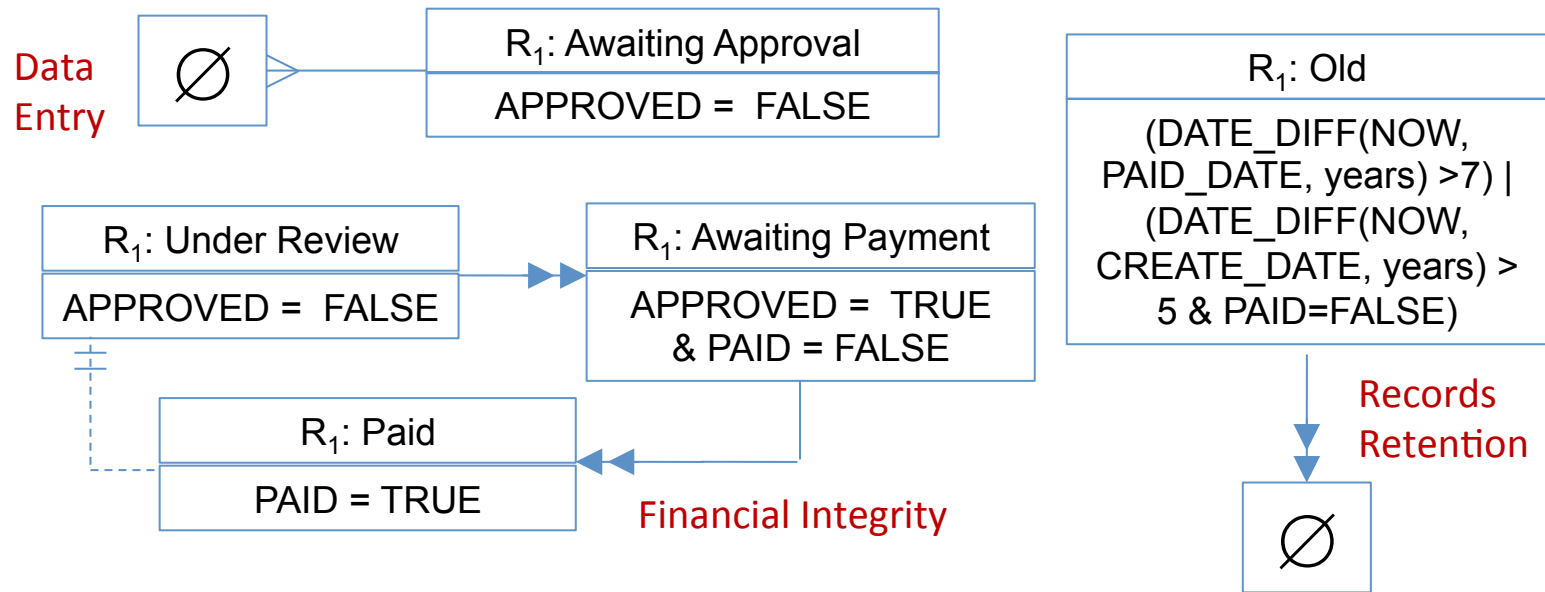 Data
Entry
∅
R₁: Awaiting Approval
APPROVED =  FALSE
R₁: Under Review
APPROVED =  FALSE
R₁: Awaiting Payment
APPROVED =  TRUE
& PAID = FALSE
R₁: Paid
PAID = TRUE
Financial Integrity
R₁: Old
(DATE_DIFF(NOW,
PAID_DATE, years) >7) |
(DATE_DIFF(NOW,
CREATE_DATE, years) >
5 & PAID=FALSE)
Records
Retention
∅